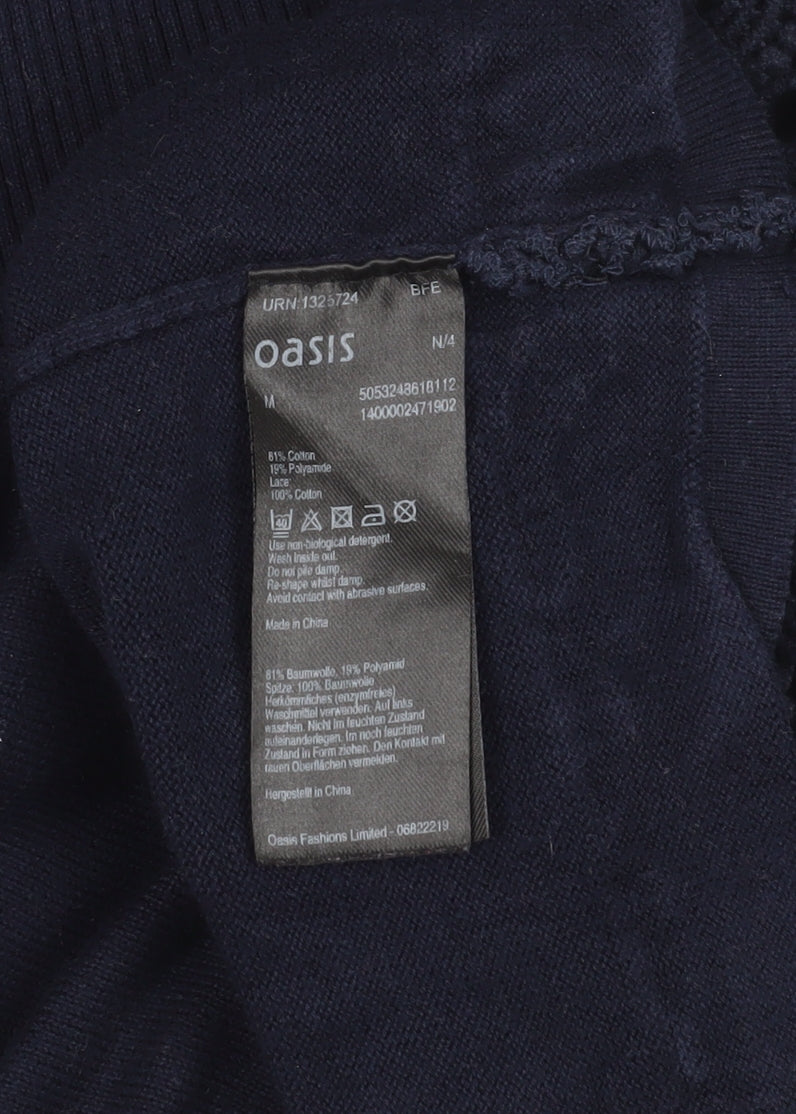 URN:1325724 BFE
oasis N/4
M 5053248618112
1400002471902
81% Cotton
19% Polyamide
Lace:
100% Cotton
40
Use non-biological detergent.
Wash Inside out.
Do not pile damp.
Re-shape whilst damp.
Avoid contact with abrasive surfaces.
Made in China
81% Baumwolle, 19% Polyamid
Spitze: 100% Baumwolle
Herkömmliches (enzymfreies)
Waschmittel verwenden. Auf links
waschen. Nicht im feuchten Zustand
aufeinanderlegen. Im noch feuchten
Zustand in Form ziehen. Den Kontakt mit
rauen Oberflächen vermeiden.
Hergestellt in China
Oasis Fashions Limited - 06822219